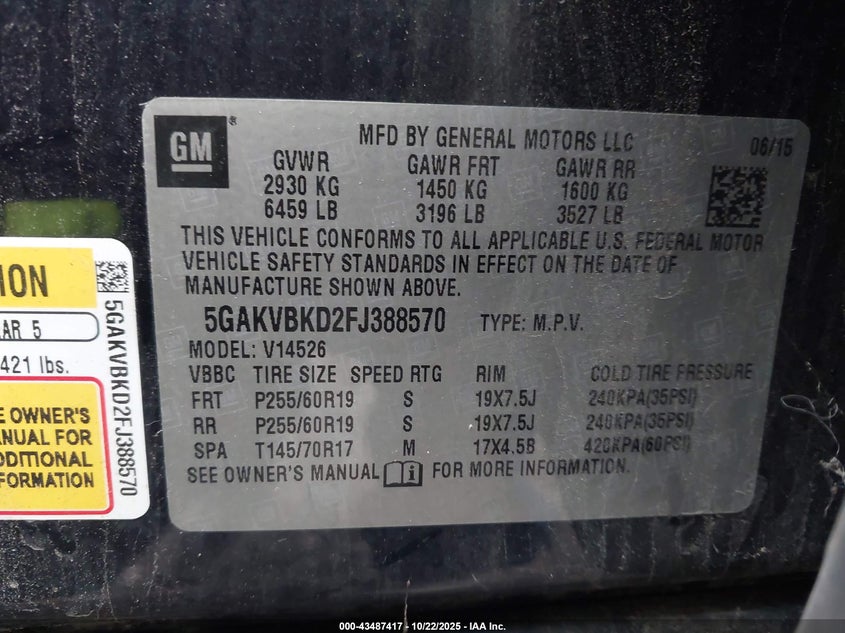 GM
MFD BY GENERAL MOTORS LLC
06/15
GVWR GAWR FRT GAWR RR
2930 KG 1450 KG 1600 KG
6459 LB 3196 LB 3527 LB
THIS VEHICLE CONFORMS TO ALL APPLICABLE U.S. FEDERAL MOTOR
VEHICLE SAFETY STANDARDS IN EFFECT ON THE DATE OF
MANUFACTURE SHOWN ABOVE.
5GAKVBKD2FJ388570 TYPE: M.P.V.
MODEL: V14526
VBBC TIRE SIZE SPEED RTG RIM COLD TIRE PRESSURE
FRT P255/60R19 S 19X7.5J 240KPA(35PSI)
RR P255/60R19 S 19X7.5J 240KPA(35PSI)
SPA T145/70R17 M 17X4.5B 420KPA(60PSI)
SEE OWNER'S MANUAL FOR MORE INFORMATION.
ION
AR 5
421 lbs.
E OWNER'S
ANUAL FOR
DDITIONAL
FORMATION
5GAKVBKD2FJ388570
000-43487417 - 10/22/2025 - IAA Inc.